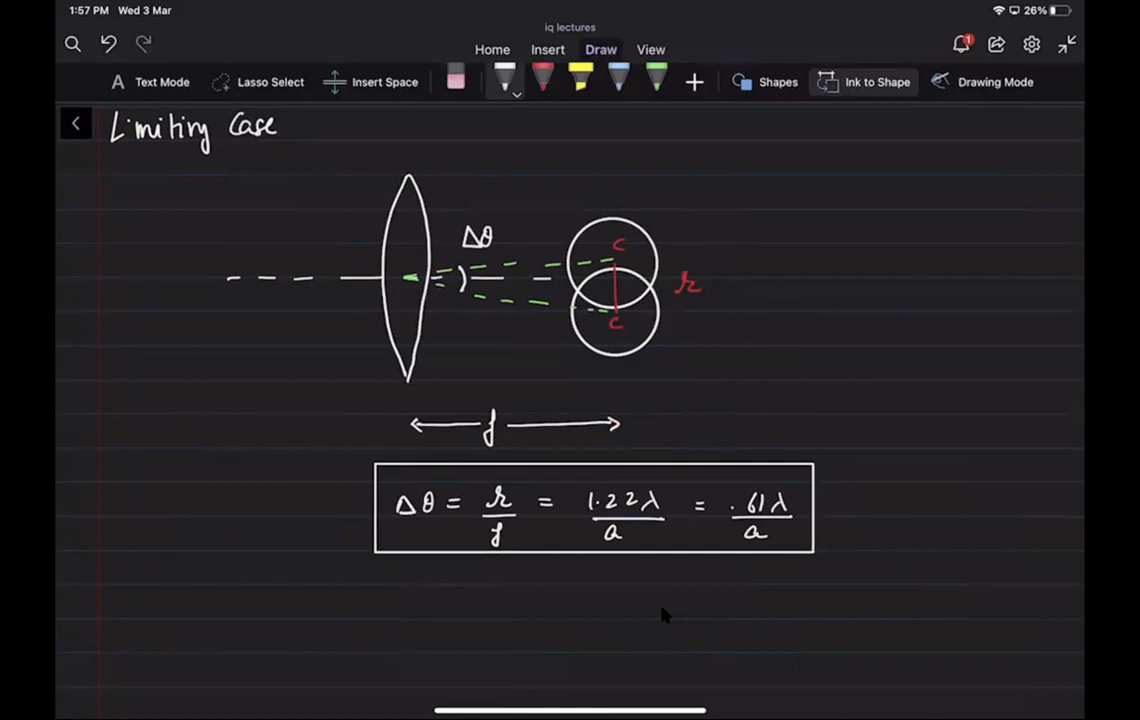 1:57 PM Wed 3 Mar 26%
iq lectures
Home Insert Draw View
1
Text Mode Lasso Select Insert Space Shapes Ink to Shape Drawing Mode
Limiting Case
Δθ
c
r
c
f
Δθ = r/f = 1.22λ/a = .61λ/a